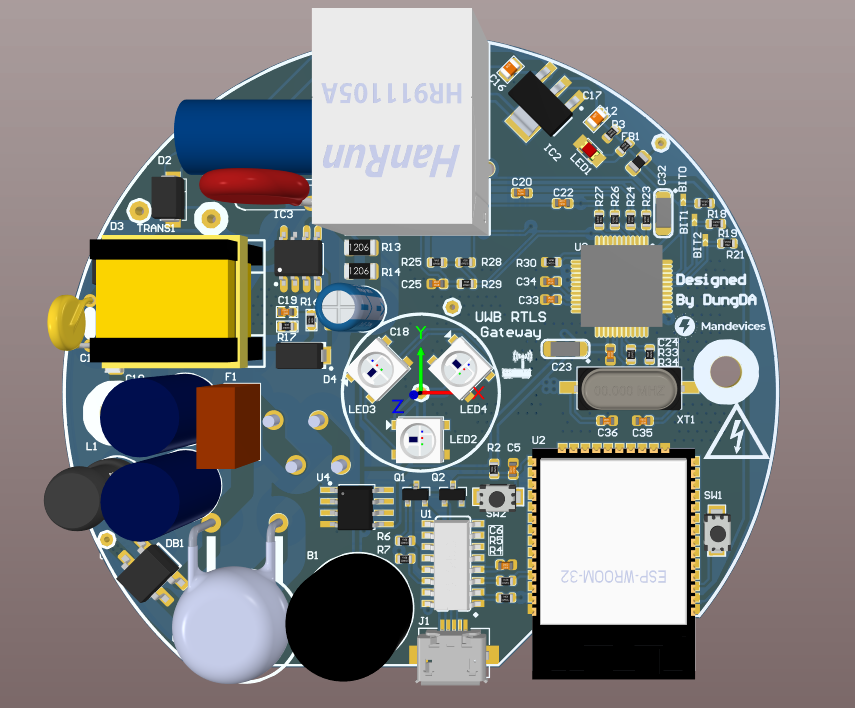 HR911105A
HanRun
C16
C17
C12
R3
FB1
IC2
LED1
D2
C32
BIT0
C20
C22
R27
R26
R24
R23
BIT1
R18
R19
R21
BIT2
IC3
D3
TRANS1
1206
R13
1206
R14
R25
R28
R30
C25
R29
C34
C33
Designed
By DungDA
Mandevices
C19
R17
UWB RTLS
Gateway
C18
Y
X
Z
C23
C24
R33
R34
D4
F1
LED3
LED4
LED2
XT1
C36
C35
L1
R2
C5
U2
U4
Q1
Q2
SW2
SW1
U1
C6
R5
R4
R6
R7
DB1
B1
J1
ESP-WROOM-32